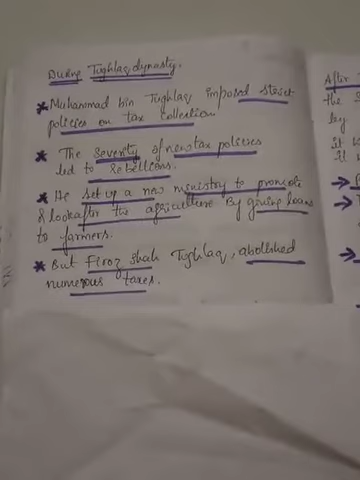 During Tughlaq dynasty.
* Muhammad bin Tughlaq imposed strict
policies on tax collection
* The severity of new tax policies
led to rebellions.
* He set up a new ministry to promote
& look after the agriculture by giving loans
to farmers.
* But Firoz shah Tughlaq, abolished
numerous taxes.
After
the
by
it
→
→
→